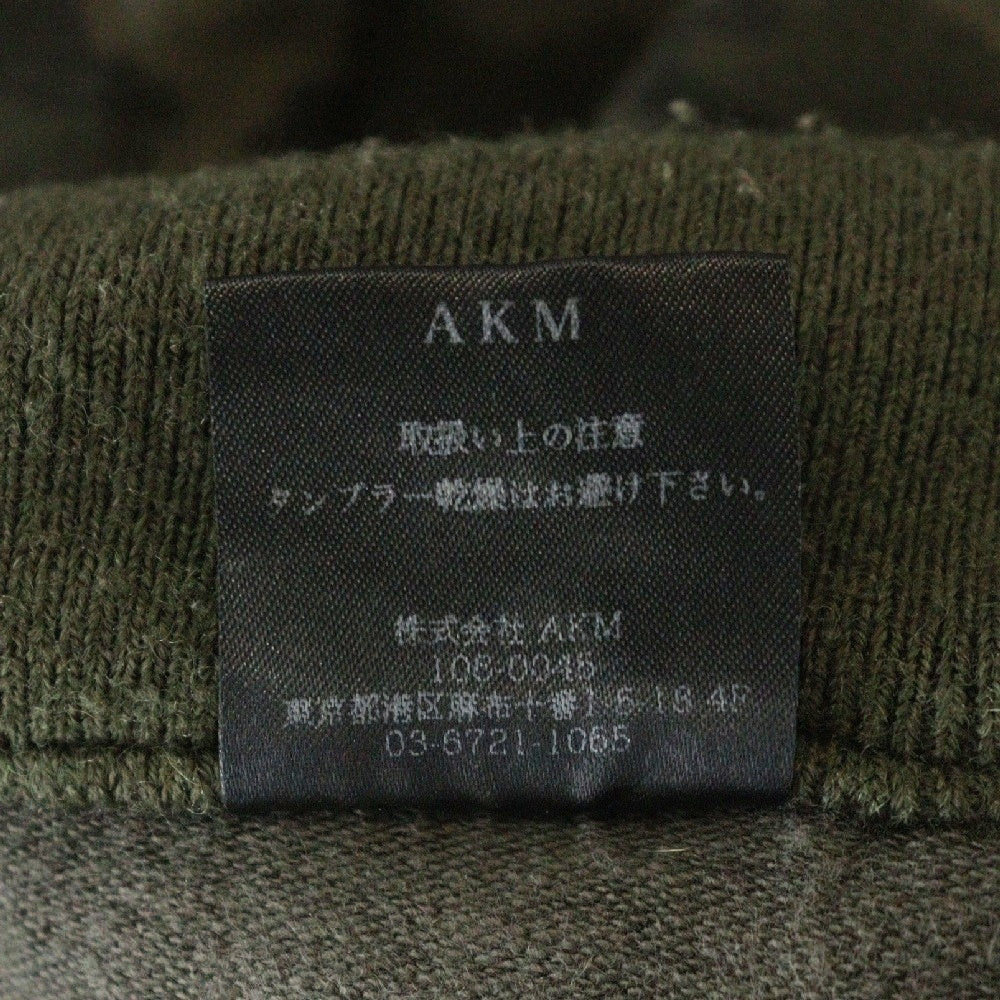 AKM
取扱い上の注意
タンブラー乾燥はお避け下さい。
株式会社 AKM
106-0045
東京都港区麻布十番1-5-18 4F
03-6721-1065